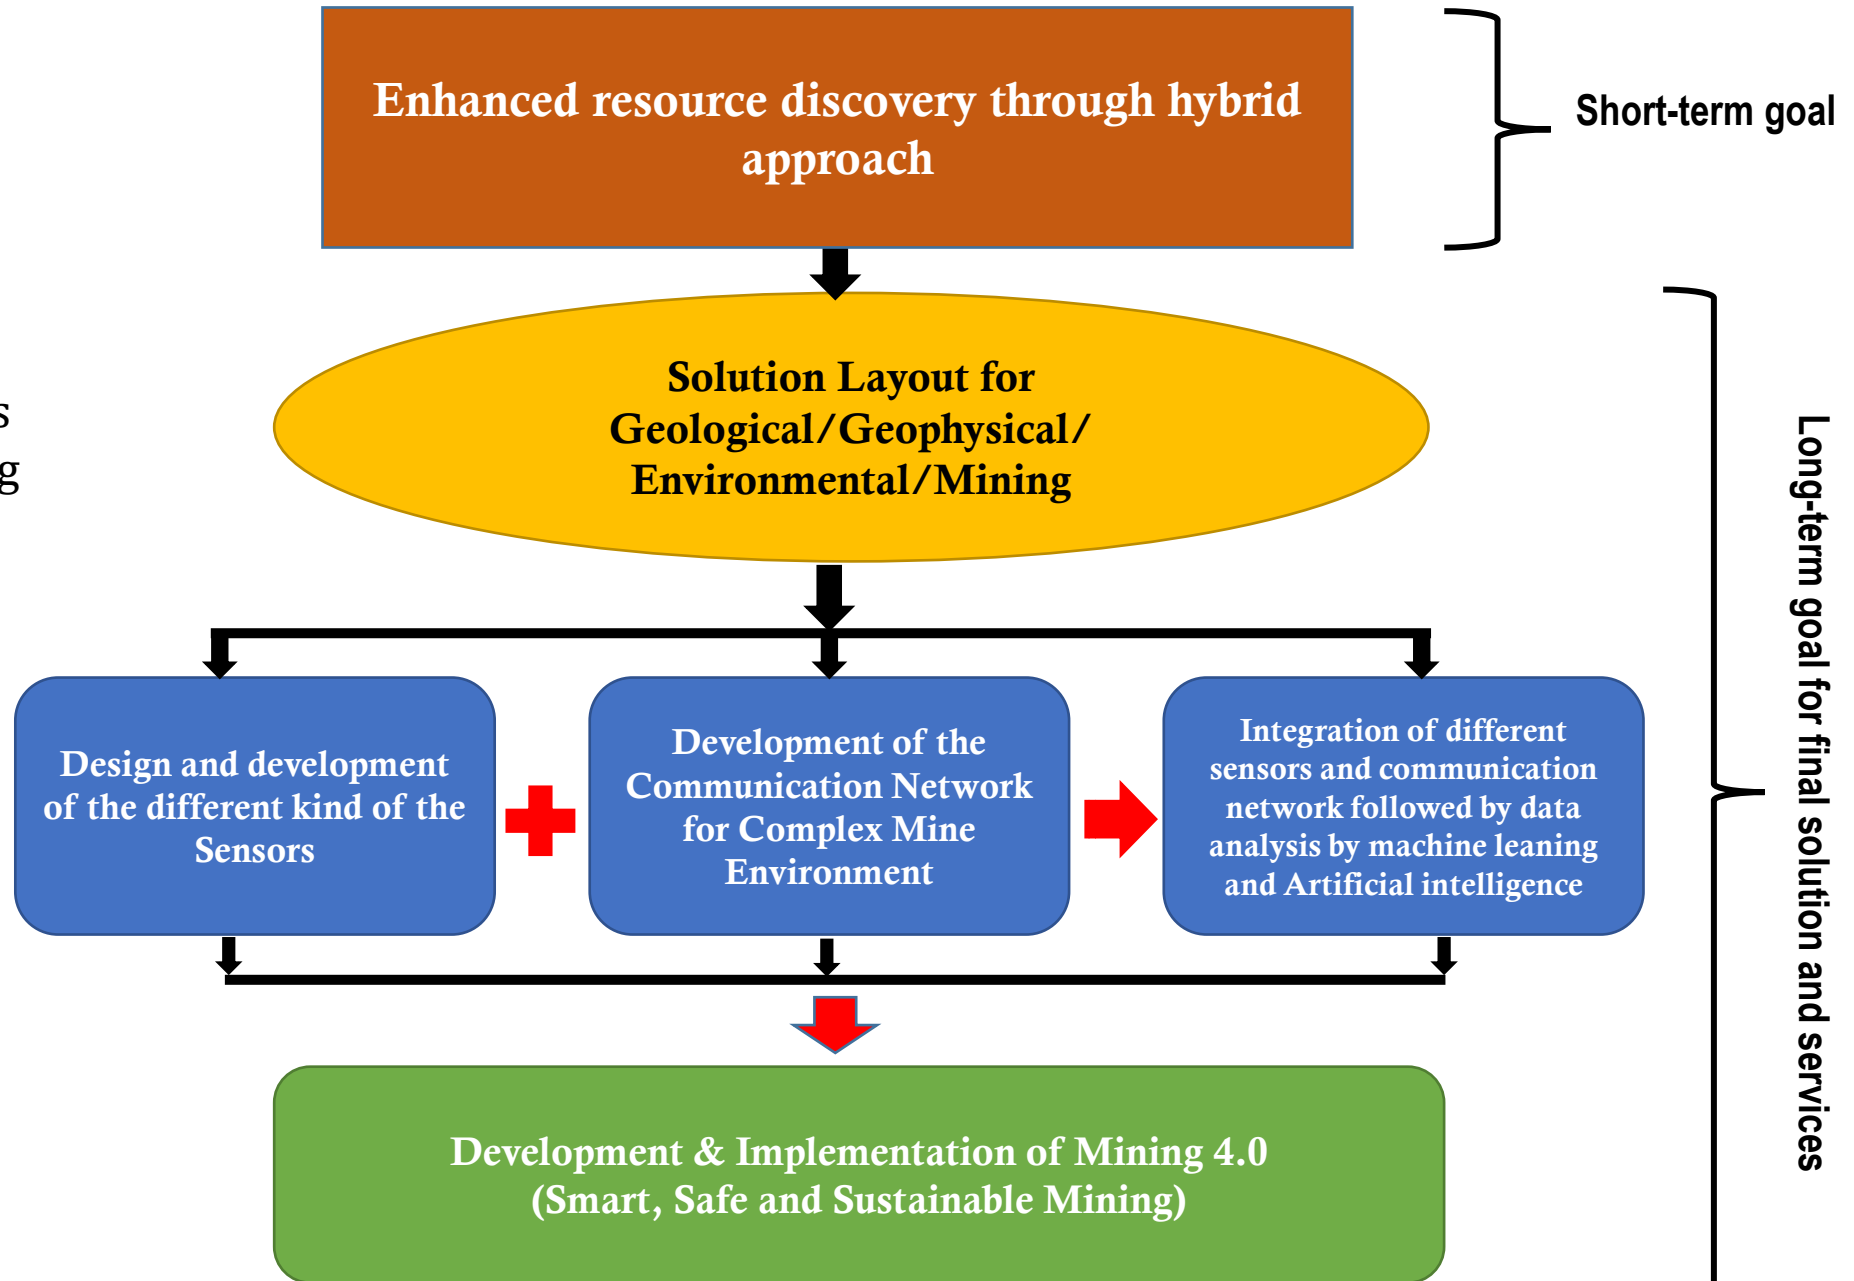 Enhanced resource discovery through hybrid
approach
Short-term goal
Solution Layout for
Geological/Geophysical/
Environmental/Mining
s
g
Design and development
of the different kind of the
Sensors
Development of the
Communication Network
for Complex Mine
Environment
Integration of different
sensors and communication
network followed by data
analysis by machine leaning
and Artificial intelligence
Long-term goal for final solution and services
Development & Implementation of Mining 4.0
(Smart, Safe and Sustainable Mining)